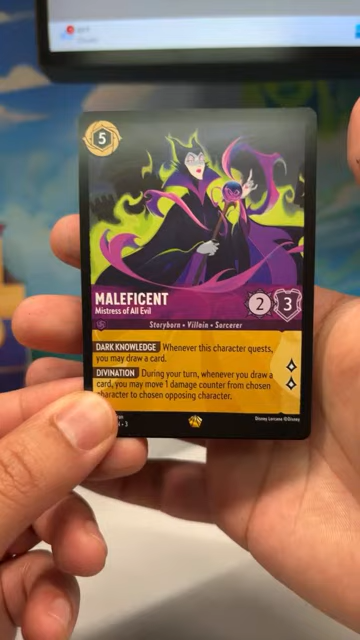 5
MALEFICENT
Mistress of All Evil
2 3
Storyborn • Villain • Sorcerer
DARK KNOWLEDGE Whenever this character quests,
you may draw a card.
DIVINATION During your turn, whenever you draw a
card, you may move 1 damage counter from chosen
character to chosen opposing character.
• 3
Disney Lorcana ©Disney